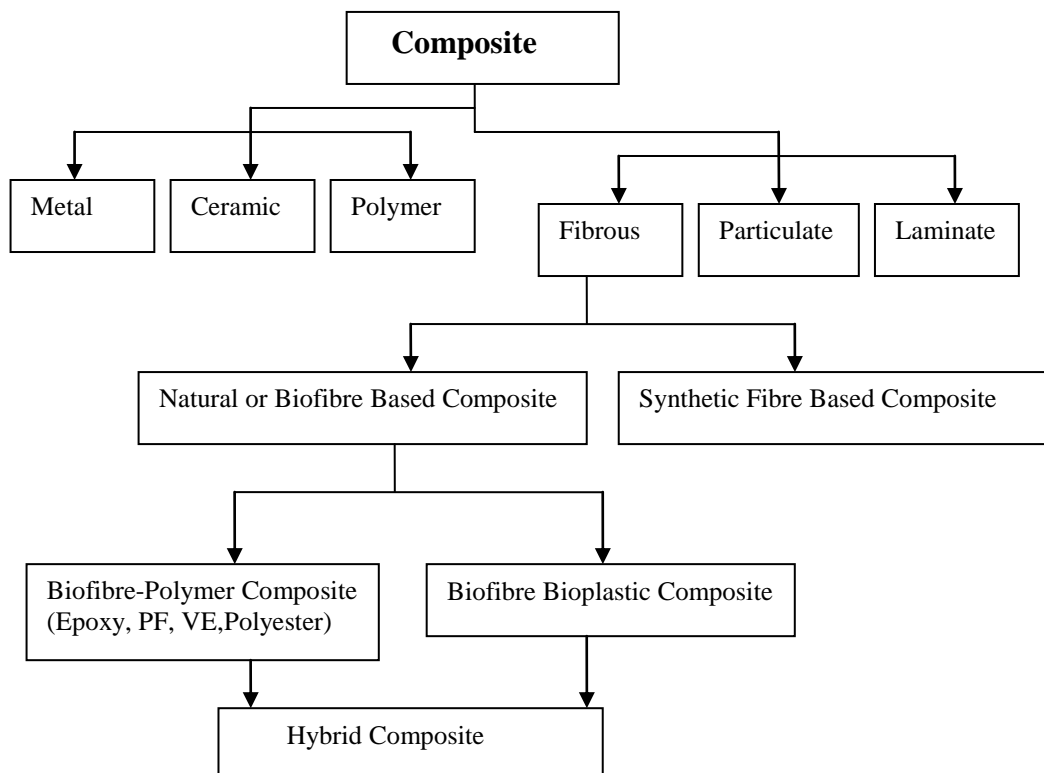 Composite
Metal
Ceramic
Polymer
Fibrous
Particulate
Laminate
Natural or Biofibre Based Composite
Synthetic Fibre Based Composite
Biofibre-Polymer Composite
(Epoxy, PF, VE,Polyester)
Biofibre Bioplastic Composite
Hybrid Composite